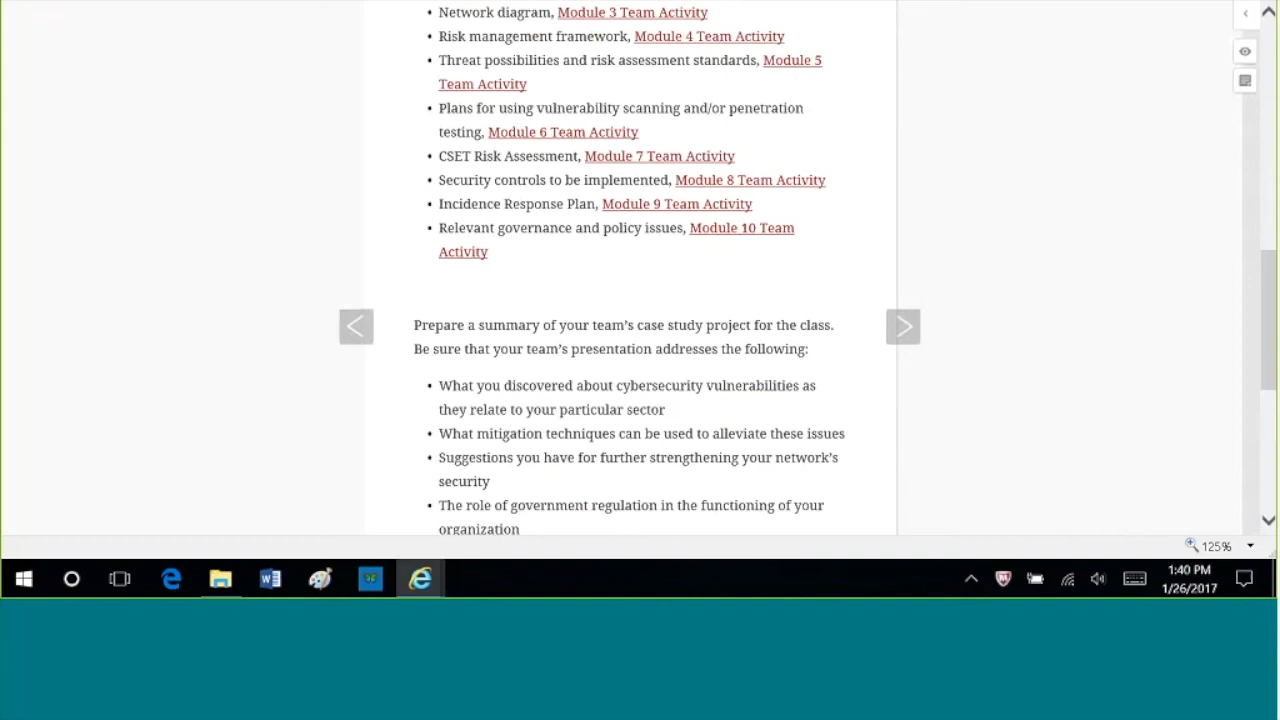 • Network diagram, Module 3 Team Activity
• Risk management framework, Module 4 Team Activity
• Threat possibilities and risk assessment standards, Module 5
Team Activity
• Plans for using vulnerability scanning and/or penetration
testing, Module 6 Team Activity
• CSET Risk Assessment, Module 7 Team Activity
• Security controls to be implemented, Module 8 Team Activity
• Incidence Response Plan, Module 9 Team Activity
• Relevant governance and policy issues, Module 10 Team
Activity
Prepare a summary of your team’s case study project for the class.
Be sure that your team’s presentation addresses the following:
• What you discovered about cybersecurity vulnerabilities as
they relate to your particular sector
• What mitigation techniques can be used to alleviate these issues
• Suggestions you have for further strengthening your network’s
security
• The role of government regulation in the functioning of your
organization
125%
1:40 PM
1/26/2017